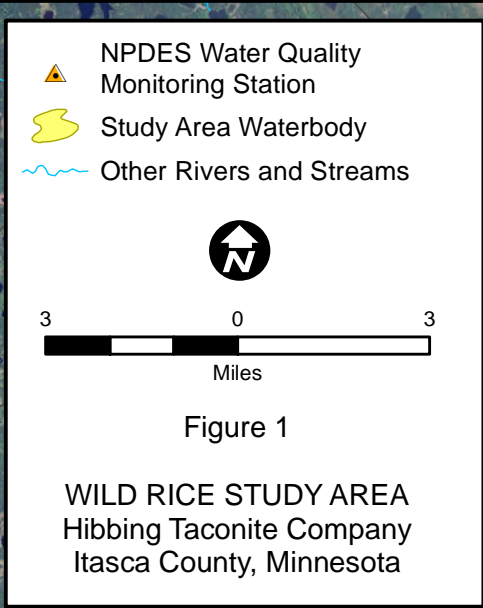 NPDES Water Quality
Monitoring Station
Study Area Waterbody
Other Rivers and Streams
N
3 0 3
Miles
Figure 1
WILD RICE STUDY AREA
Hibbing Taconite Company
Itasca County, Minnesota